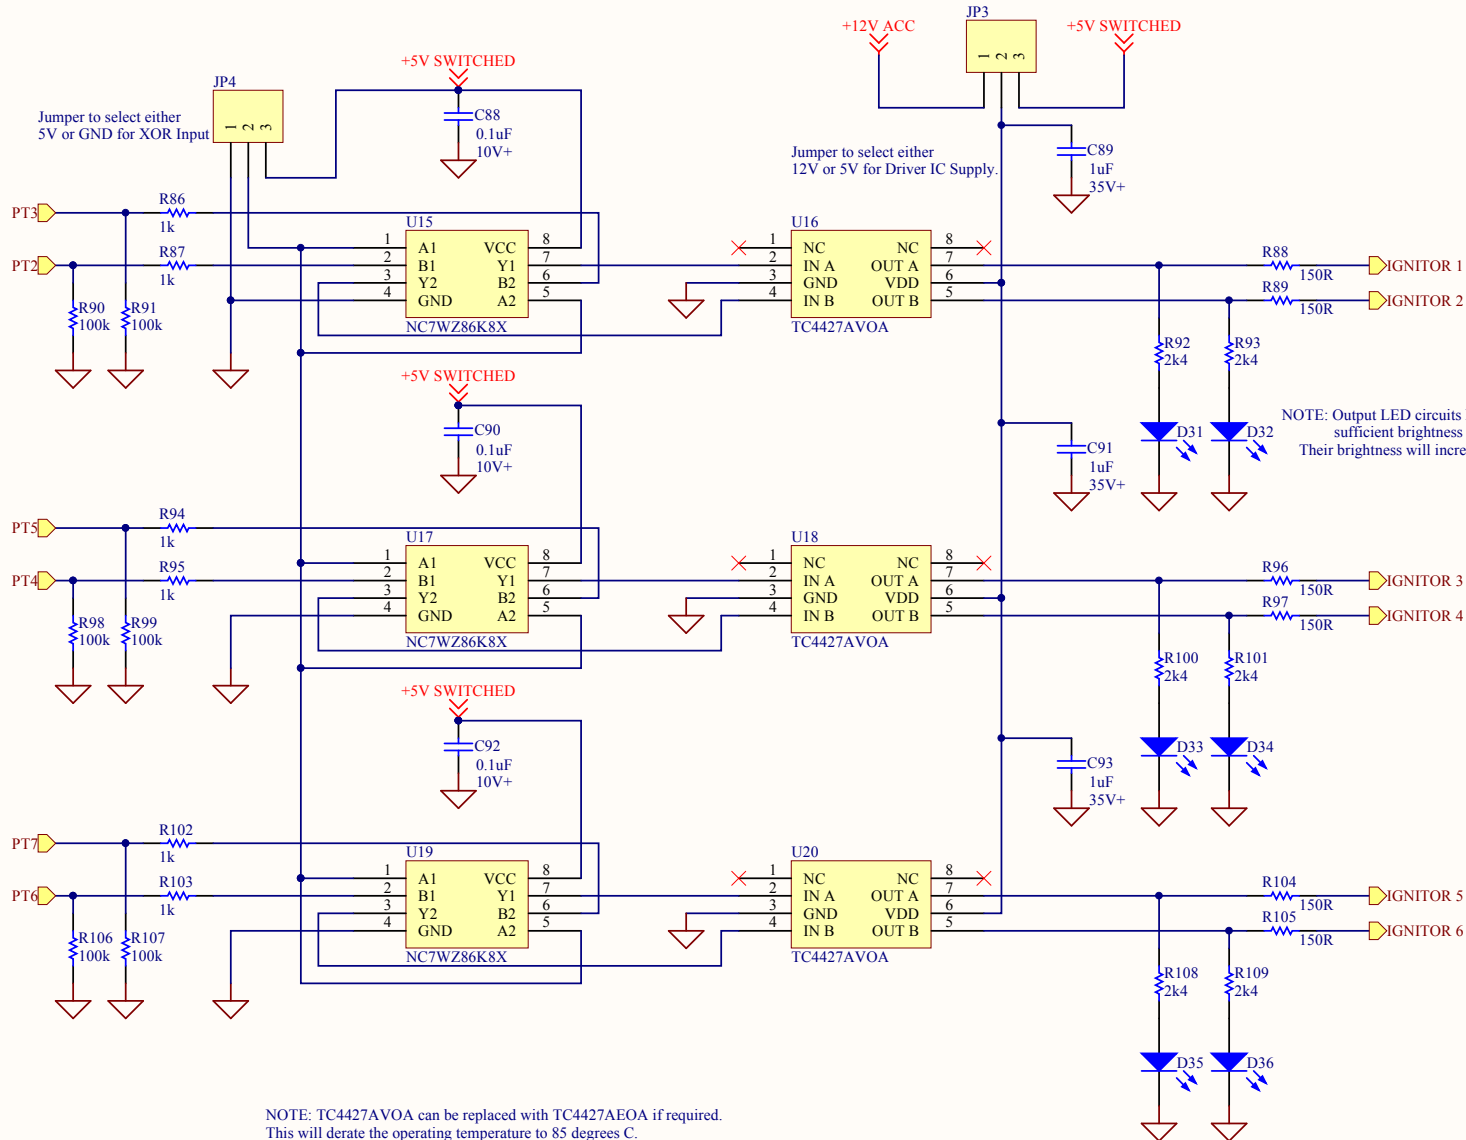 JP3
+12V ACC
+5V SWITCHED
1 2 3
+5V SWITCHED
JP4
1 2 3
Jumper to select either
5V or GND for XOR Input
C88
0.1uF
10V+
Jumper to select either
12V or 5V for Driver IC Supply.
C89
1uF
35V+
PT3
R86
1k
PT2
R87
1k
R90
100k
R91
100k
U15
1 A1 VCC 8
2 B1 Y1 7
3 Y2 B2 6
4 GND A2 5
NC7WZ86K8X
U16
1 NC NC 8
2 IN A OUT A 7
3 GND VDD 6
4 IN B OUT B 5
TC4427AVOA
R88
150R
IGNITOR 1
R89
150R
IGNITOR 2
R92
2k4
R93
2k4
D31
D32
NOTE: Output LED circuits
sufficient brightness
Their brightness will incre
+5V SWITCHED
C90
0.1uF
10V+
C91
1uF
35V+
PT5
R94
1k
PT4
R95
1k
R98
100k
R99
100k
U17
1 A1 VCC 8
2 B1 Y1 7
3 Y2 B2 6
4 GND A2 5
NC7WZ86K8X
U18
1 NC NC 8
2 IN A OUT A 7
3 GND VDD 6
4 IN B OUT B 5
TC4427AVOA
R96
150R
IGNITOR 3
R97
150R
IGNITOR 4
R100
2k4
R101
2k4
D33
D34
+5V SWITCHED
C92
0.1uF
10V+
C93
1uF
35V+
PT7
R102
1k
PT6
R103
1k
R106
100k
R107
100k
U19
1 A1 VCC 8
2 B1 Y1 7
3 Y2 B2 6
4 GND A2 5
NC7WZ86K8X
U20
1 NC NC 8
2 IN A OUT A 7
3 GND VDD 6
4 IN B OUT B 5
TC4427AVOA
R104
150R
IGNITOR 5
R105
150R
IGNITOR 6
R108
2k4
R109
2k4
D35
D36
NOTE: TC4427AVOA can be replaced with TC4427AEOA if required.
This will derate the operating temperature to 85 degrees C.